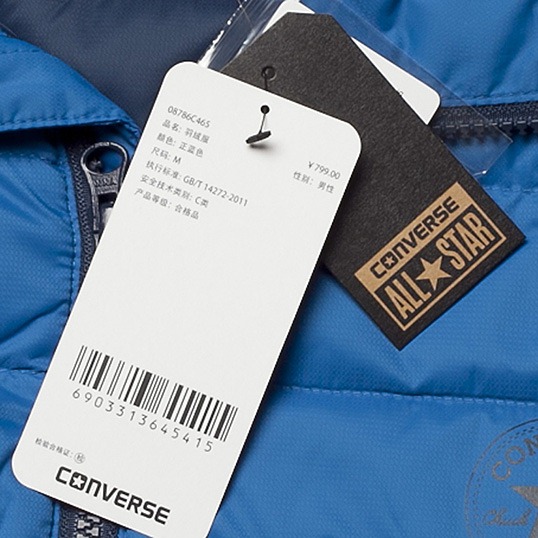 08786C465
品名: 羽绒服
颜色: 正蓝色
尺码: M
执行标准: GB/T 14272-2011
安全技术类别: C类
产品等级: 合格品
￥799.00
性别: 男性
6903313645415
检验合格证:
CONVERSE
CONVERSE
ALL★STAR
CON
Chuck